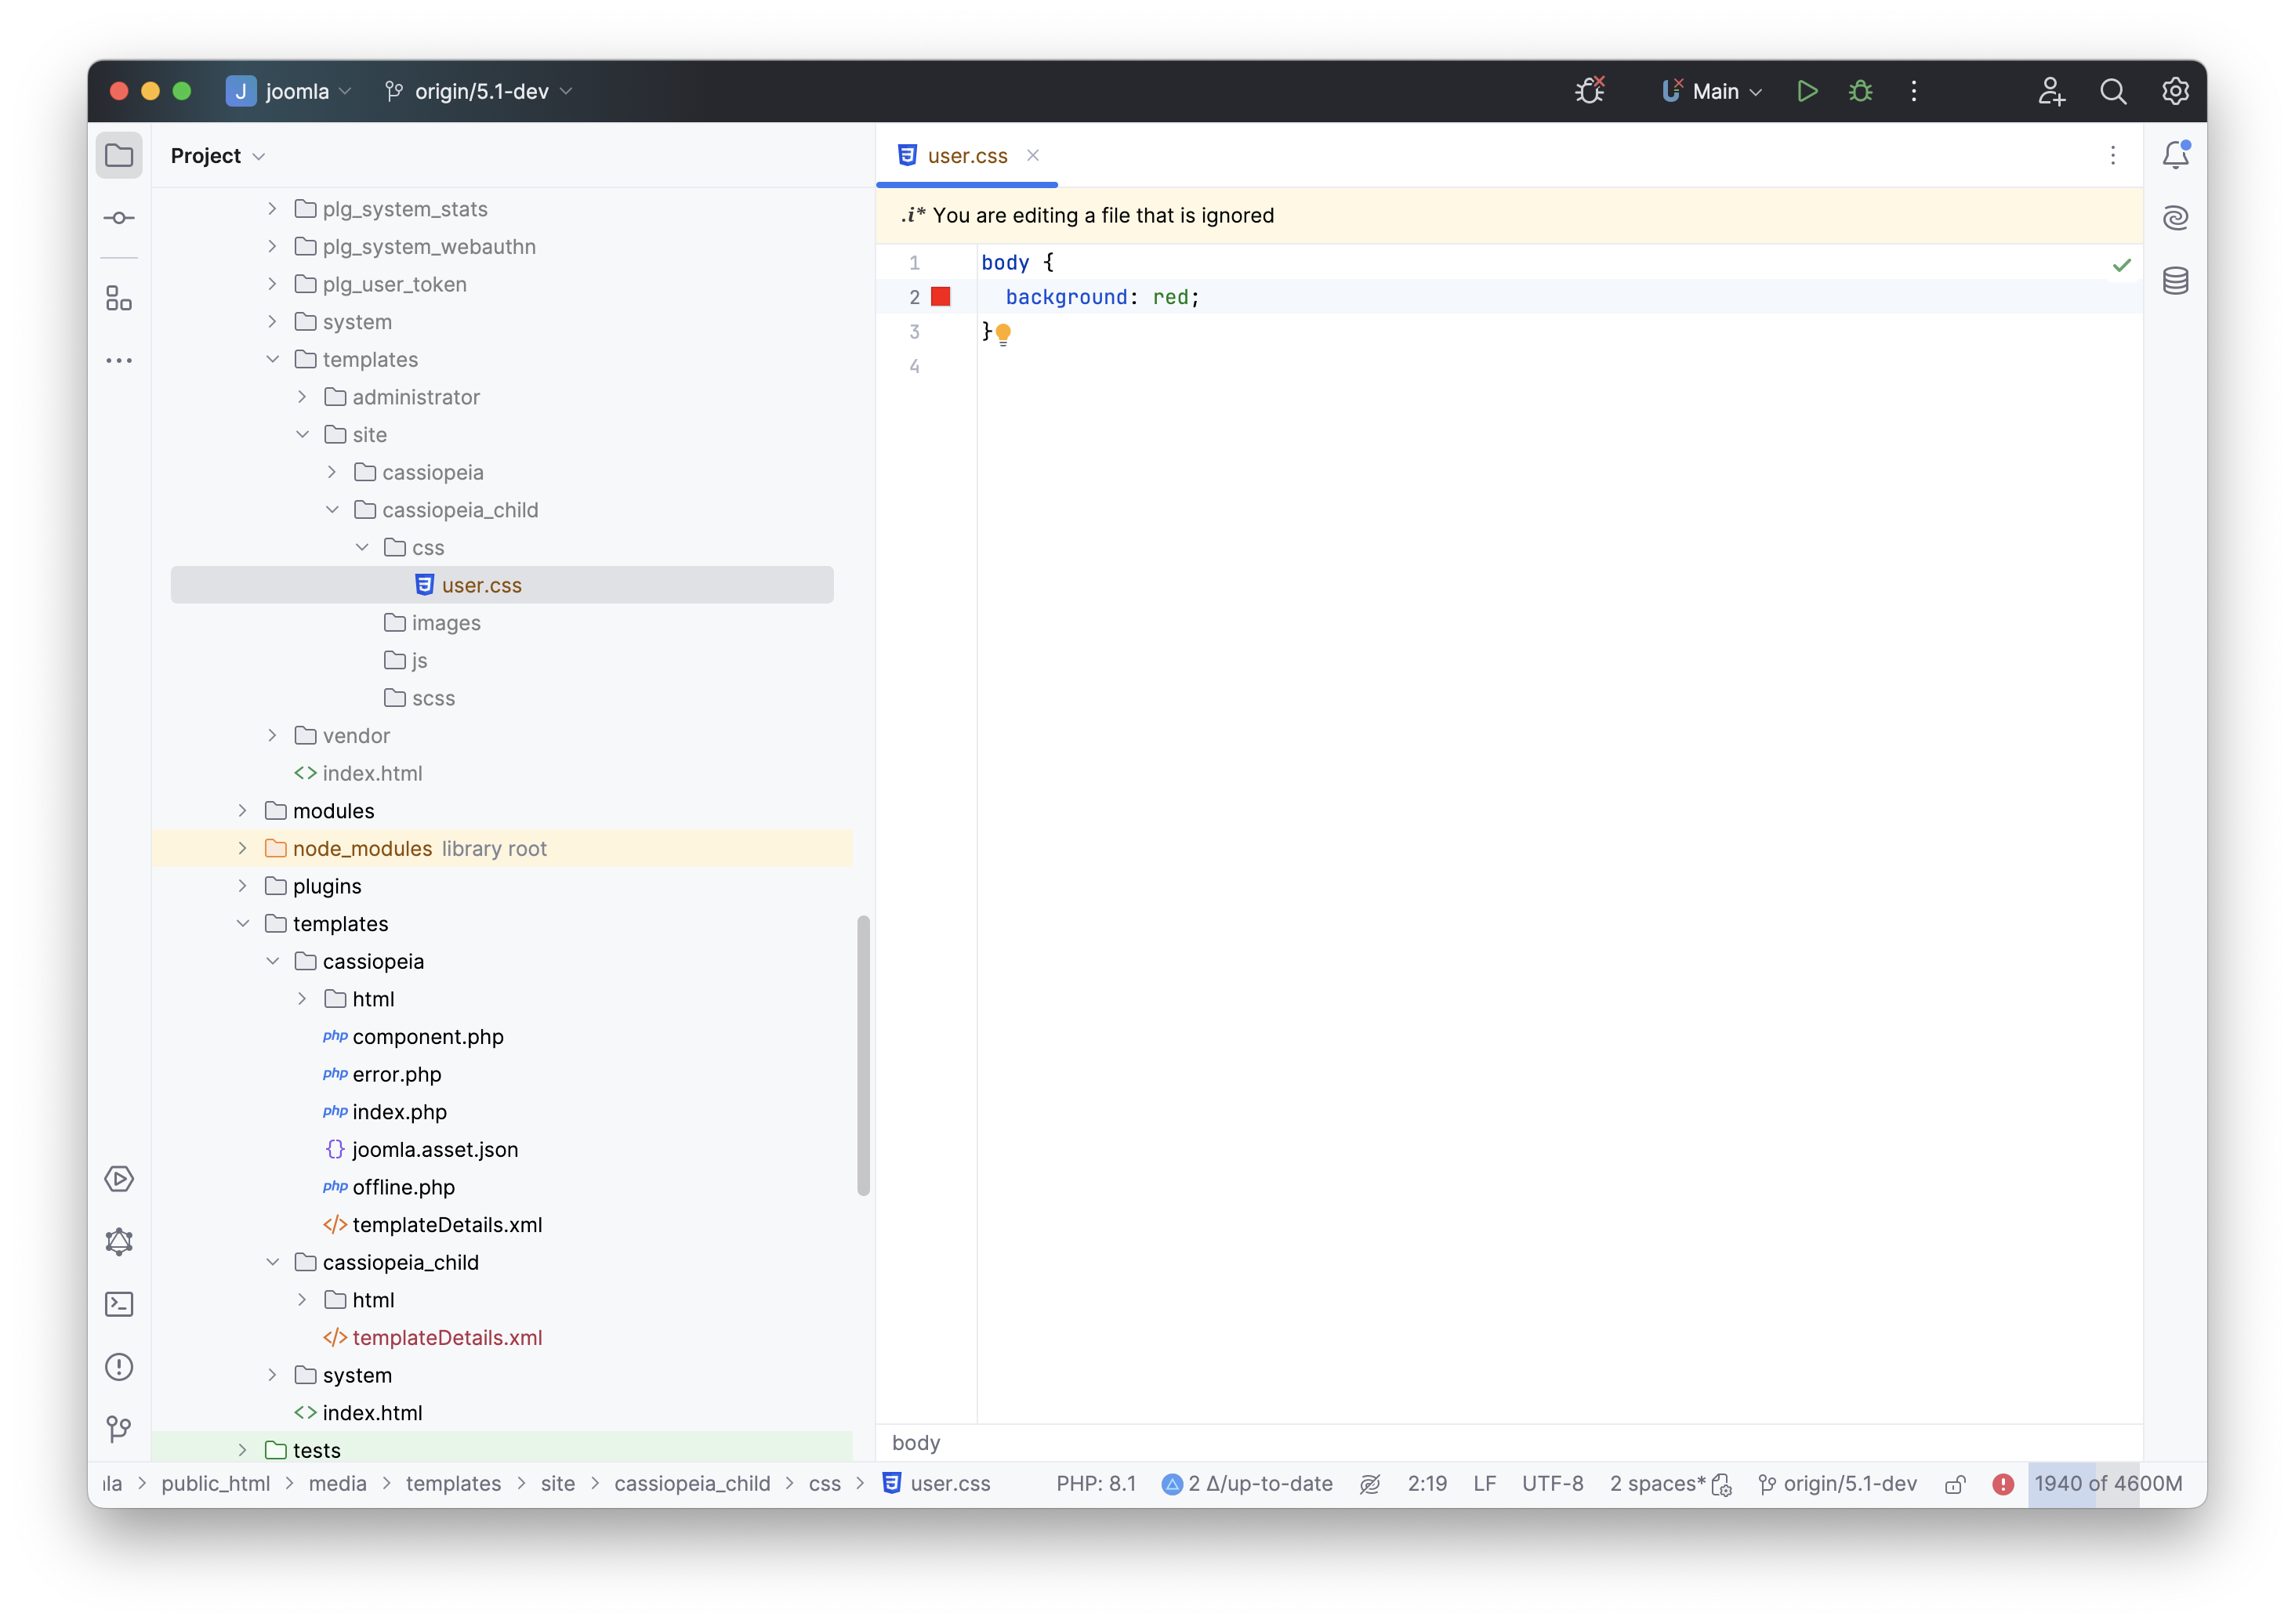 J joomla origin/5.1-dev Main
Project
plg_system_stats
plg_system_webauthn
plg_user_token
system
templates
administrator
site
cassiopeia
cassiopeia_child
css
user.css
images
js
scss
vendor
<> index.html
modules
node_modules library root
plugins
templates
cassiopeia
html
php component.php
php error.php
php index.php
{} joomla.asset.json
php offline.php
</> templateDetails.xml
cassiopeia_child
html
</> templateDetails.xml
system
<> index.html
tests
user.css
.i* You are editing a file that is ignored
1 body {
2 background: red;
3 }
4
body
la > public_html > media > templates > site > cassiopeia_child > css > user.css PHP: 8.1 2 Δ/up-to-date 2:19 LF UTF-8 2 spaces* origin/5.1-dev 1940 of 4600M